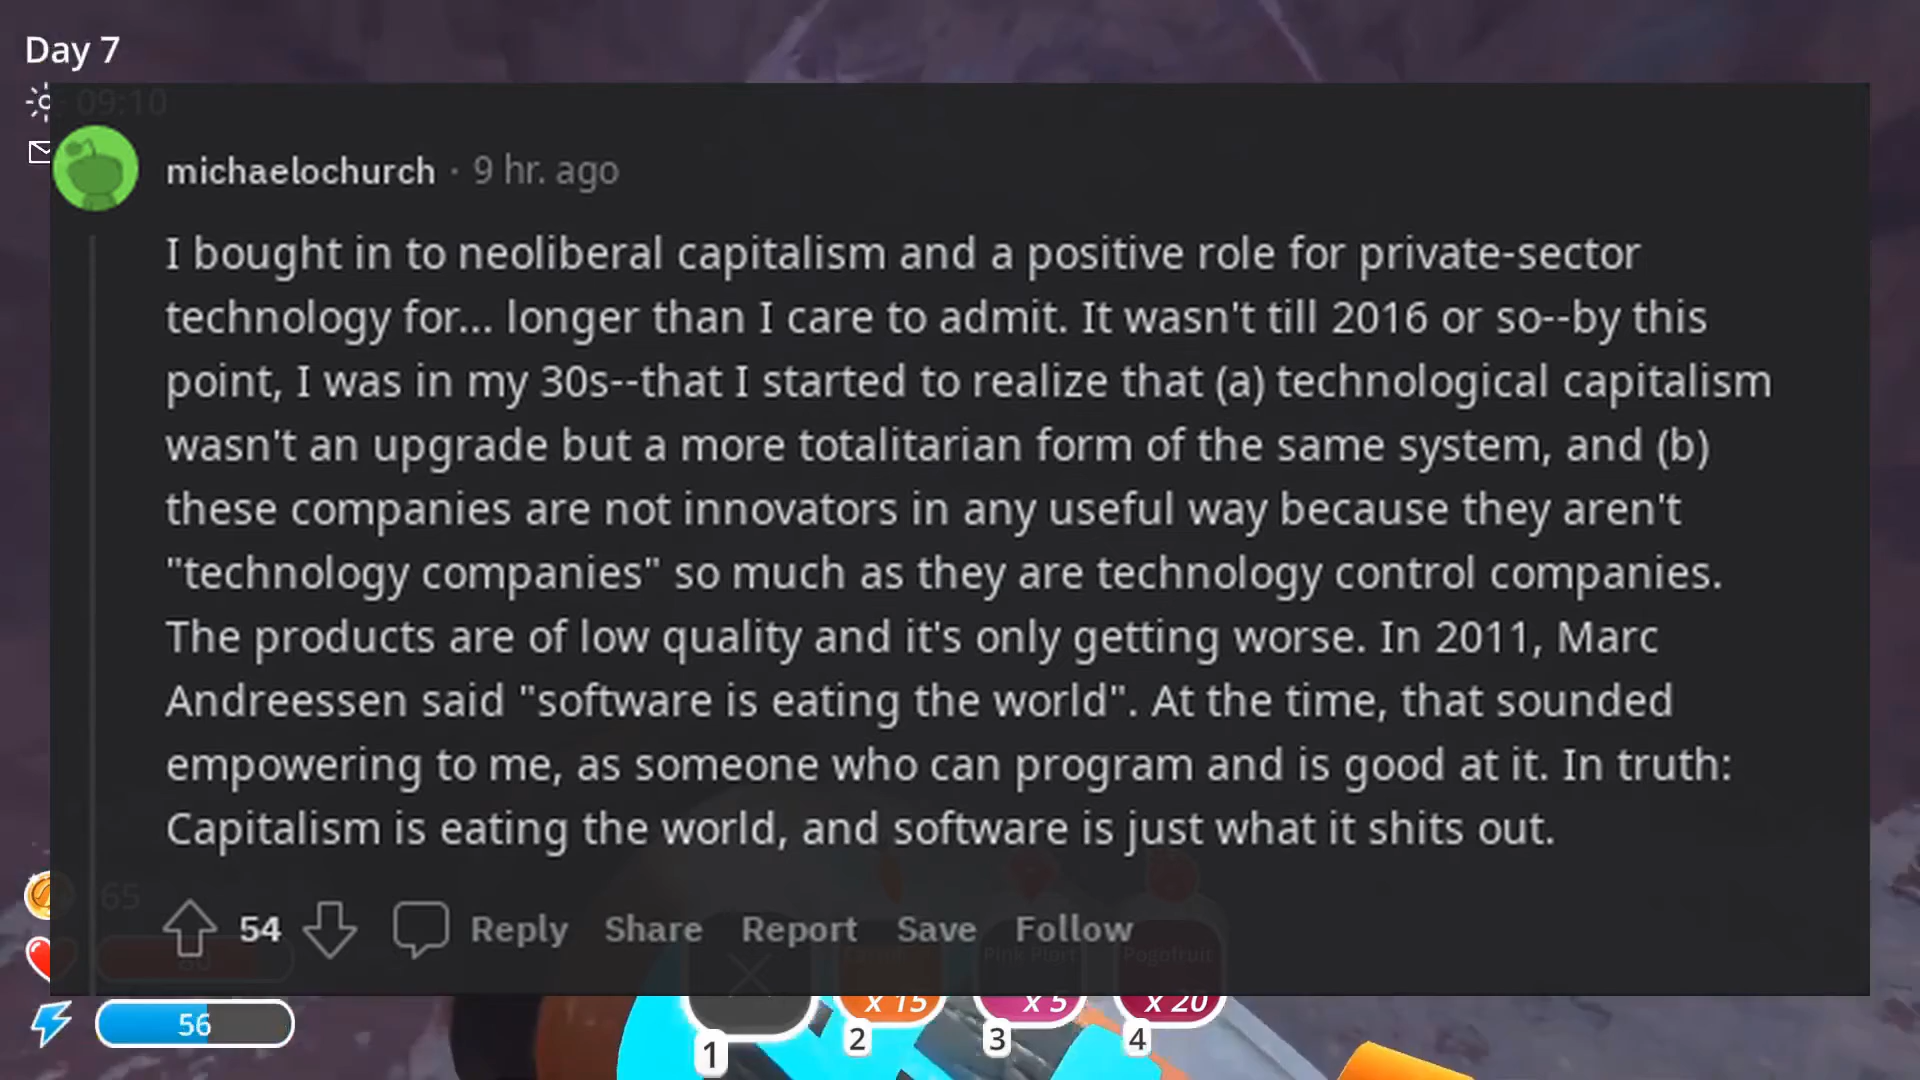 Day 7
09:10
michaelochurch · 9 hr. ago
I bought in to neoliberal capitalism and a positive role for private-sector
technology for... longer than I care to admit. It wasn't till 2016 or so--by this
point, I was in my 30s--that I started to realize that (a) technological capitalism
wasn't an upgrade but a more totalitarian form of the same system, and (b)
these companies are not innovators in any useful way because they aren't
"technology companies" so much as they are technology control companies.
The products are of low quality and it's only getting worse. In 2011, Marc
Andreessen said "software is eating the world". At the time, that sounded
empowering to me, as someone who can program and is good at it. In truth:
Capitalism is eating the world, and software is just what it shits out.
65
54 Reply Share Report Save Follow
Pink Plort Pogofruit
x 15 x 5 x 20
56
1 2 3 4